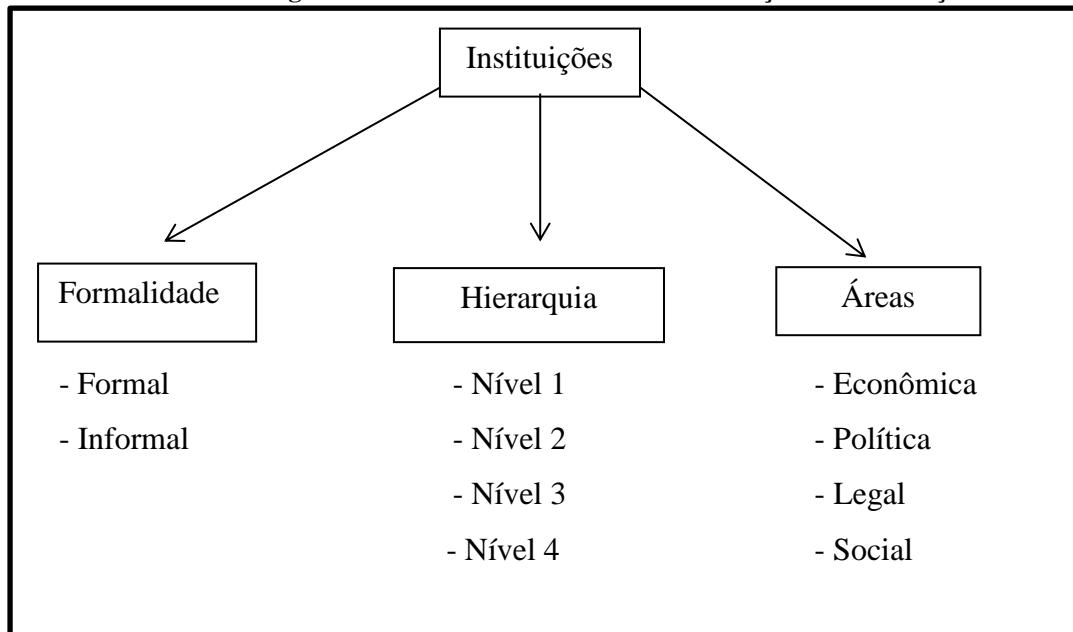 Instituições
Formalidade
- Formal
- Informal
Hierarquia
- Nível 1
- Nível 2
- Nível 3
- Nível 4
Áreas
- Econômica
- Política
- Legal
- Social